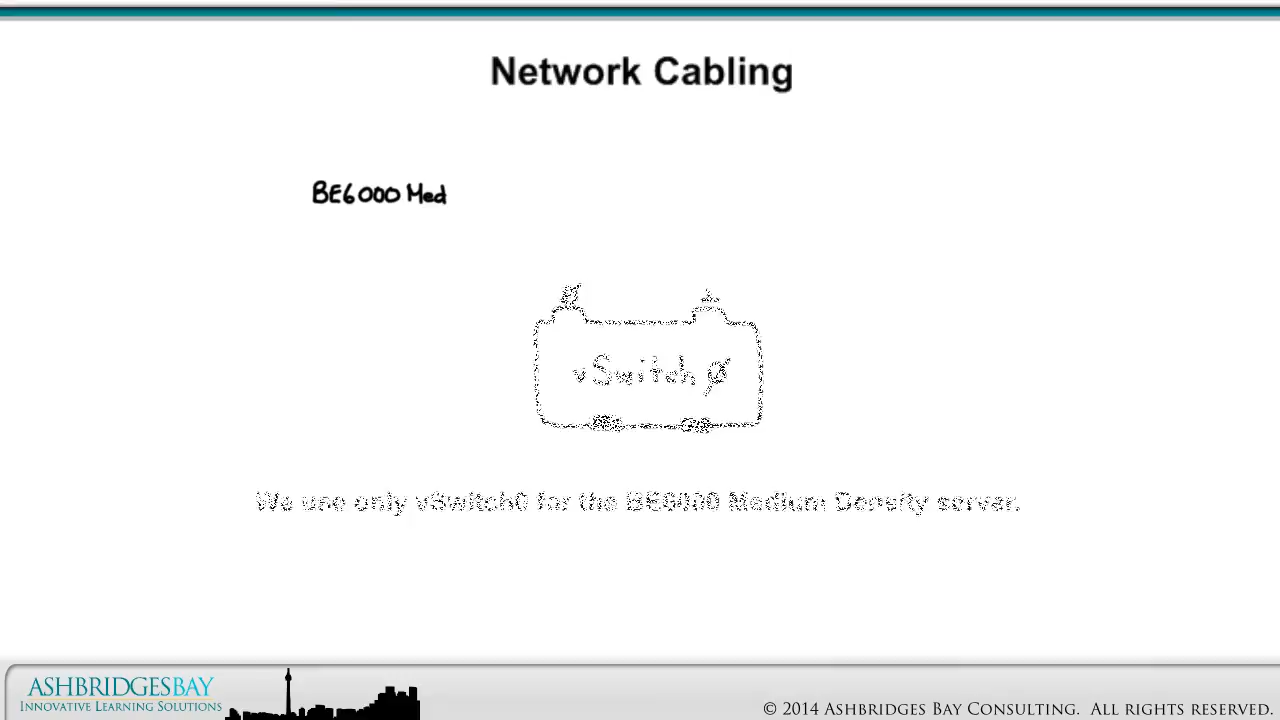 Network Cabling
BE6000 Med
vSwitch 0
We use only vSwitch0 for the BE6000 Medium Density server.
ASHBRIDGESBAY
INNOVATIVE LEARNING SOLUTIONS
© 2014 ASHBRIDGES BAY CONSULTING. ALL RIGHTS RESERVED.